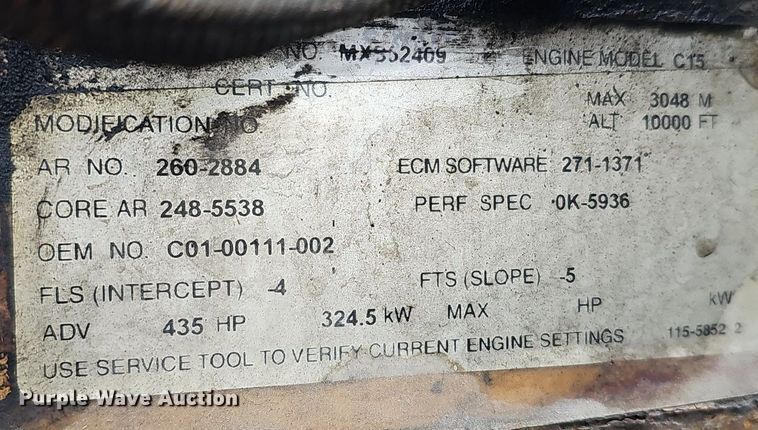 NO. ENGINE MODEL C15
CERT NO.
MAX 3048 M
MODIFICATION NO ALT 10000 FT
AR NO. 260-2884 ECM SOFTWARE 271-1371
CORE AR 248-5538 PERF SPEC 0K-5936
OEM NO. C01-00111-002
FLS (INTERCEPT) -4 FTS (SLOPE) -5
ADV 435 HP 324.5 kW MAX HP kW
USE SERVICE TOOL TO VERIFY CURRENT ENGINE SETTINGS 115-5852 2
Purple Wave Auction